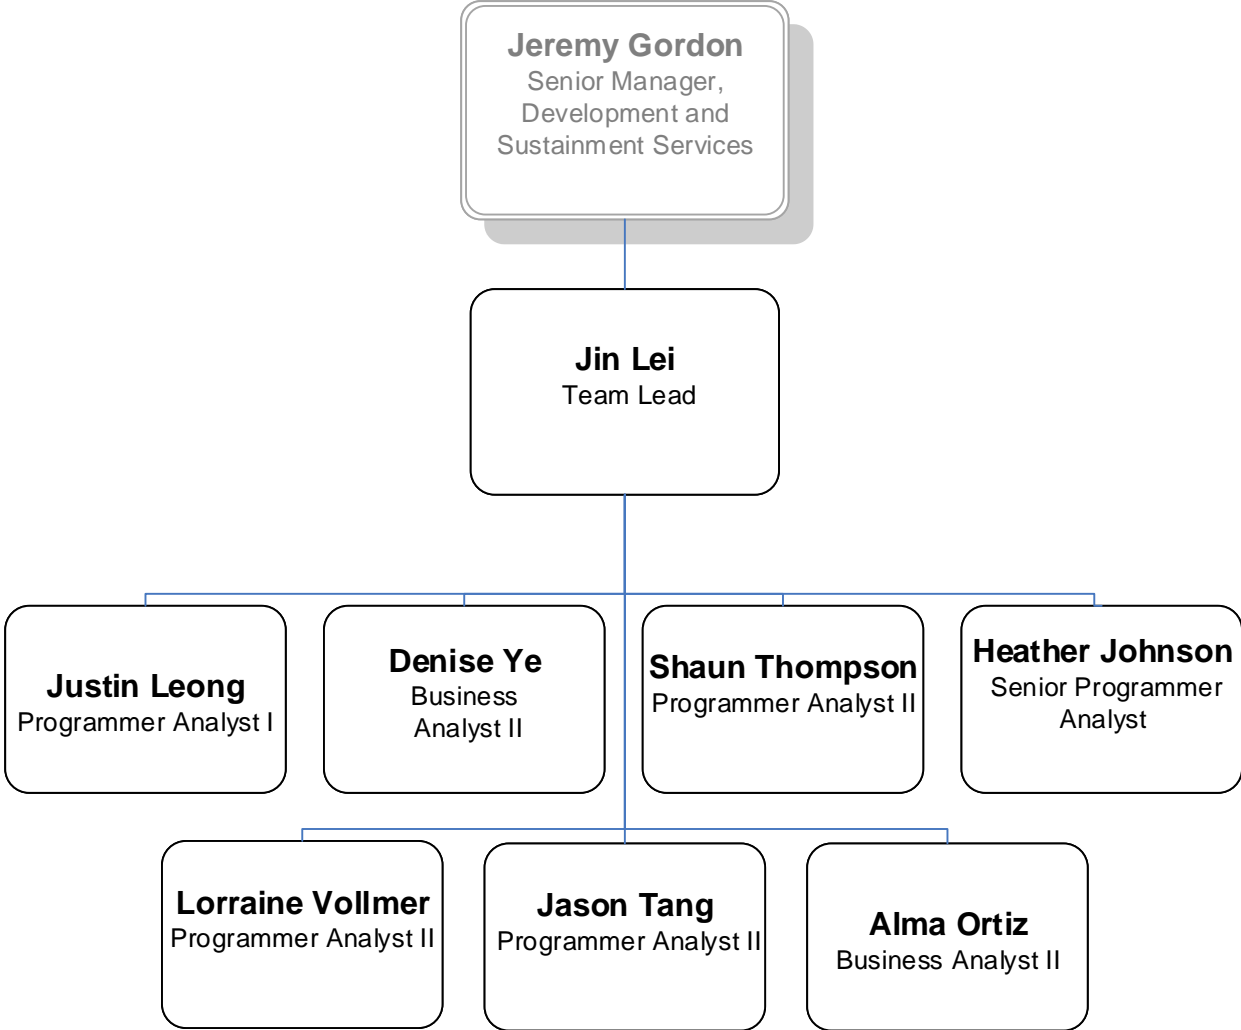 Jeremy Gordon
Senior Manager,
Development and
Sustainment Services
Jin Lei
Team Lead
Justin Leong
Programmer Analyst I
Denise Ye
Business
Analyst II
Shaun Thompson
Programmer Analyst II
Heather Johnson
Senior Programmer
Analyst
Lorraine Vollmer
Programmer Analyst II
Jason Tang
Programmer Analyst II
Alma Ortiz
Business Analyst II